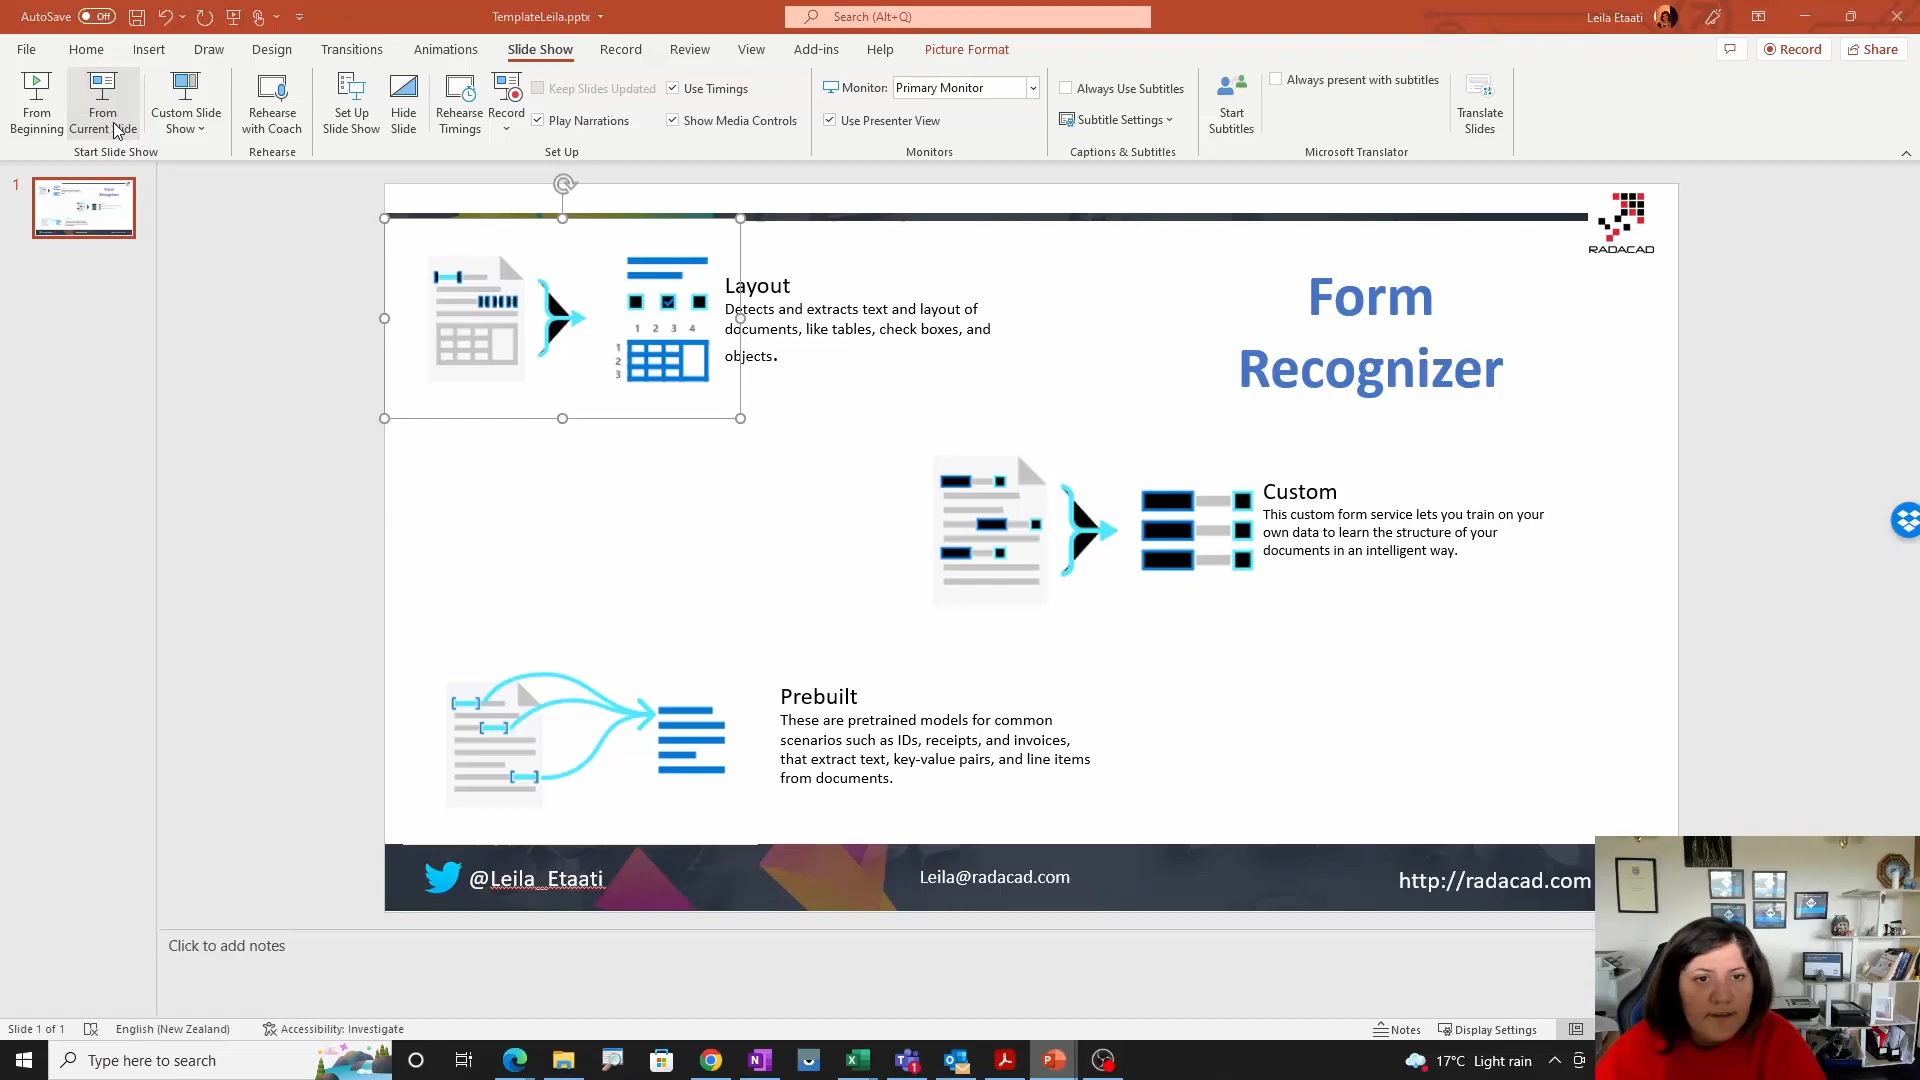 AutoSave Off
TemplateLeila.pptx
Search (Alt+Q)
Leila Etaati
File Home Insert Draw Design Transitions Animations Slide Show Record Review View Add-ins Help Picture Format
Record
Share
From Beginning
From Current Slide
Custom Slide Show
Rehearse with Coach
Set Up Slide Show
Hide Slide
Rehearse Timings
Record
Keep Slides Updated
Use Timings
Play Narrations
Show Media Controls
Monitor: Primary Monitor
Use Presenter View
Always Use Subtitles
Subtitle Settings
Start Subtitles
Always present with subtitles
Translate Slides
Start Slide Show
Rehearse
Set Up
Monitors
Captions & Subtitles
Microsoft Translator
1
RADACAD
Form
Recognizer
1 2 3 4
1
2
3
Layout
Detects and extracts text and layout of
documents, like tables, check boxes, and
objects.
Custom
This custom form service lets you train on your
own data to learn the structure of your
documents in an intelligent way.
Prebuilt
These are pretrained models for common
scenarios such as IDs, receipts, and invoices,
that extract text, key-value pairs, and line items
from documents.
@Leila_Etaati
Leila@radacad.com
http://radacad.com
Click to add notes
Slide 1 of 1
English (New Zealand)
Accessibility: Investigate
Notes
Display Settings
Type here to search
17°C Light rain